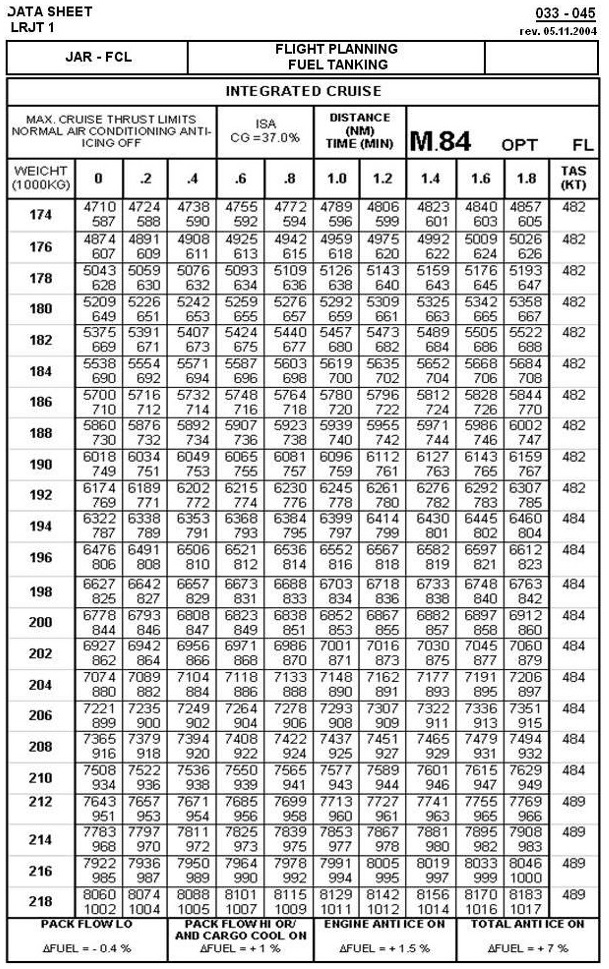 DATA SHEET
LRJT 1
033 - 045
rev. 05.11.2004
JAR - FCL
FLIGHT PLANNING
FUEL TANKING
INTEGRATED CRUISE
MAX. CRUISE THRUST LIMITS
NORMAL AIR CONDITIONING ANTI-
ICING OFF
ISA
CG =37.0%
DISTANCE
(NM)
TIME (MIN)
M.84 OPT FL
WEICHT
(1000KG)
0 .2 .4 .6 .8 1.0 1.2 1.4 1.6 1.8
TAS
(KT)
174
4710 4724 4738 4755 4772 4789 4806 4823 4840 4857 482
587 588 590 592 594 596 599 601 603 605
176
4874 4891 4908 4925 4942 4959 4975 4992 5009 5026 482
607 609 611 613 615 618 620 622 624 626
178
5043 5059 5076 5093 5109 5126 5143 5159 5176 5193 482
628 630 632 634 636 638 640 643 645 647
180
5209 5226 5242 5259 5276 5292 5309 5325 5342 5358 482
649 651 653 655 657 659 661 663 665 667
182
5375 5391 5407 5424 5440 5457 5473 5489 5505 5522 482
669 671 673 675 677 680 682 684 686 688
184
5538 5554 5571 5587 5603 5619 5635 5652 5668 5684 482
690 692 694 696 698 700 702 704 706 708
186
5700 5716 5732 5748 5764 5780 5796 5812 5828 5844 482
710 712 714 716 718 720 722 724 726 770
188
5860 5876 5892 5907 5923 5939 5955 5971 5986 6002 482
730 732 734 736 738 740 742 744 746 747
190
6018 6034 6049 6065 6081 6096 6112 6127 6143 6159 482
749 751 753 755 757 759 761 763 765 767
192
6174 6189 6202 6215 6230 6245 6261 6276 6292 6307 482
769 771 772 774 776 778 780 782 783 785
194
6322 6338 6353 6368 6384 6399 6414 6430 6445 6460 484
787 789 791 793 795 797 799 801 802 804
196
6476 6491 6506 6521 6536 6552 6567 6582 6597 6612 484
806 808 810 812 814 816 818 819 821 823
198
6627 6642 6657 6673 6688 6703 6718 6733 6748 6763 484
825 827 829 831 833 834 836 838 840 842
200
6778 6793 6808 6823 6838 6852 6867 6882 6897 6912 484
844 846 847 849 851 853 855 857 858 860
202
6927 6942 6956 6971 6986 7001 7016 7030 7045 7060 484
862 864 866 868 870 871 873 875 877 879
204
7074 7089 7104 7118 7133 7148 7162 7177 7191 7206 484
880 882 884 886 888 890 891 893 895 897
206
7221 7235 7249 7264 7278 7293 7307 7322 7336 7351 484
899 900 902 904 906 908 909 911 913 915
208
7365 7379 7394 7408 7422 7437 7451 7465 7479 7494 484
916 918 920 922 924 925 927 929 931 932
210
7508 7522 7536 7550 7565 7577 7589 7601 7615 7629 484
934 936 938 939 941 943 944 946 947 949
212
7643 7657 7671 7685 7699 7713 7727 7741 7755 7769 489
951 953 954 956 958 960 961 963 965 966
214
7783 7797 7811 7825 7839 7853 7867 7881 7895 7908 489
968 970 972 973 975 977 978 980 982 983
216
7922 7936 7950 7964 7978 7991 8005 8019 8033 8046 489
985 987 989 990 992 994 995 997 999 1000
218
8060 8074 8088 8101 8115 8129 8142 8156 8170 8183 489
1002 1004 1005 1007 1009 1011 1012 1014 1016 1017
PACK FLOW LO
ΔFUEL = - 0.4 %
PACK FLOW HI OR/
AND CARGO COOL ON
ΔFUEL = + 1 %
ENGINE ANTI ICE ON
ΔFUEL = + 1.5 %
TOTAL ANTI ICE ON
ΔFUEL = + 7 %